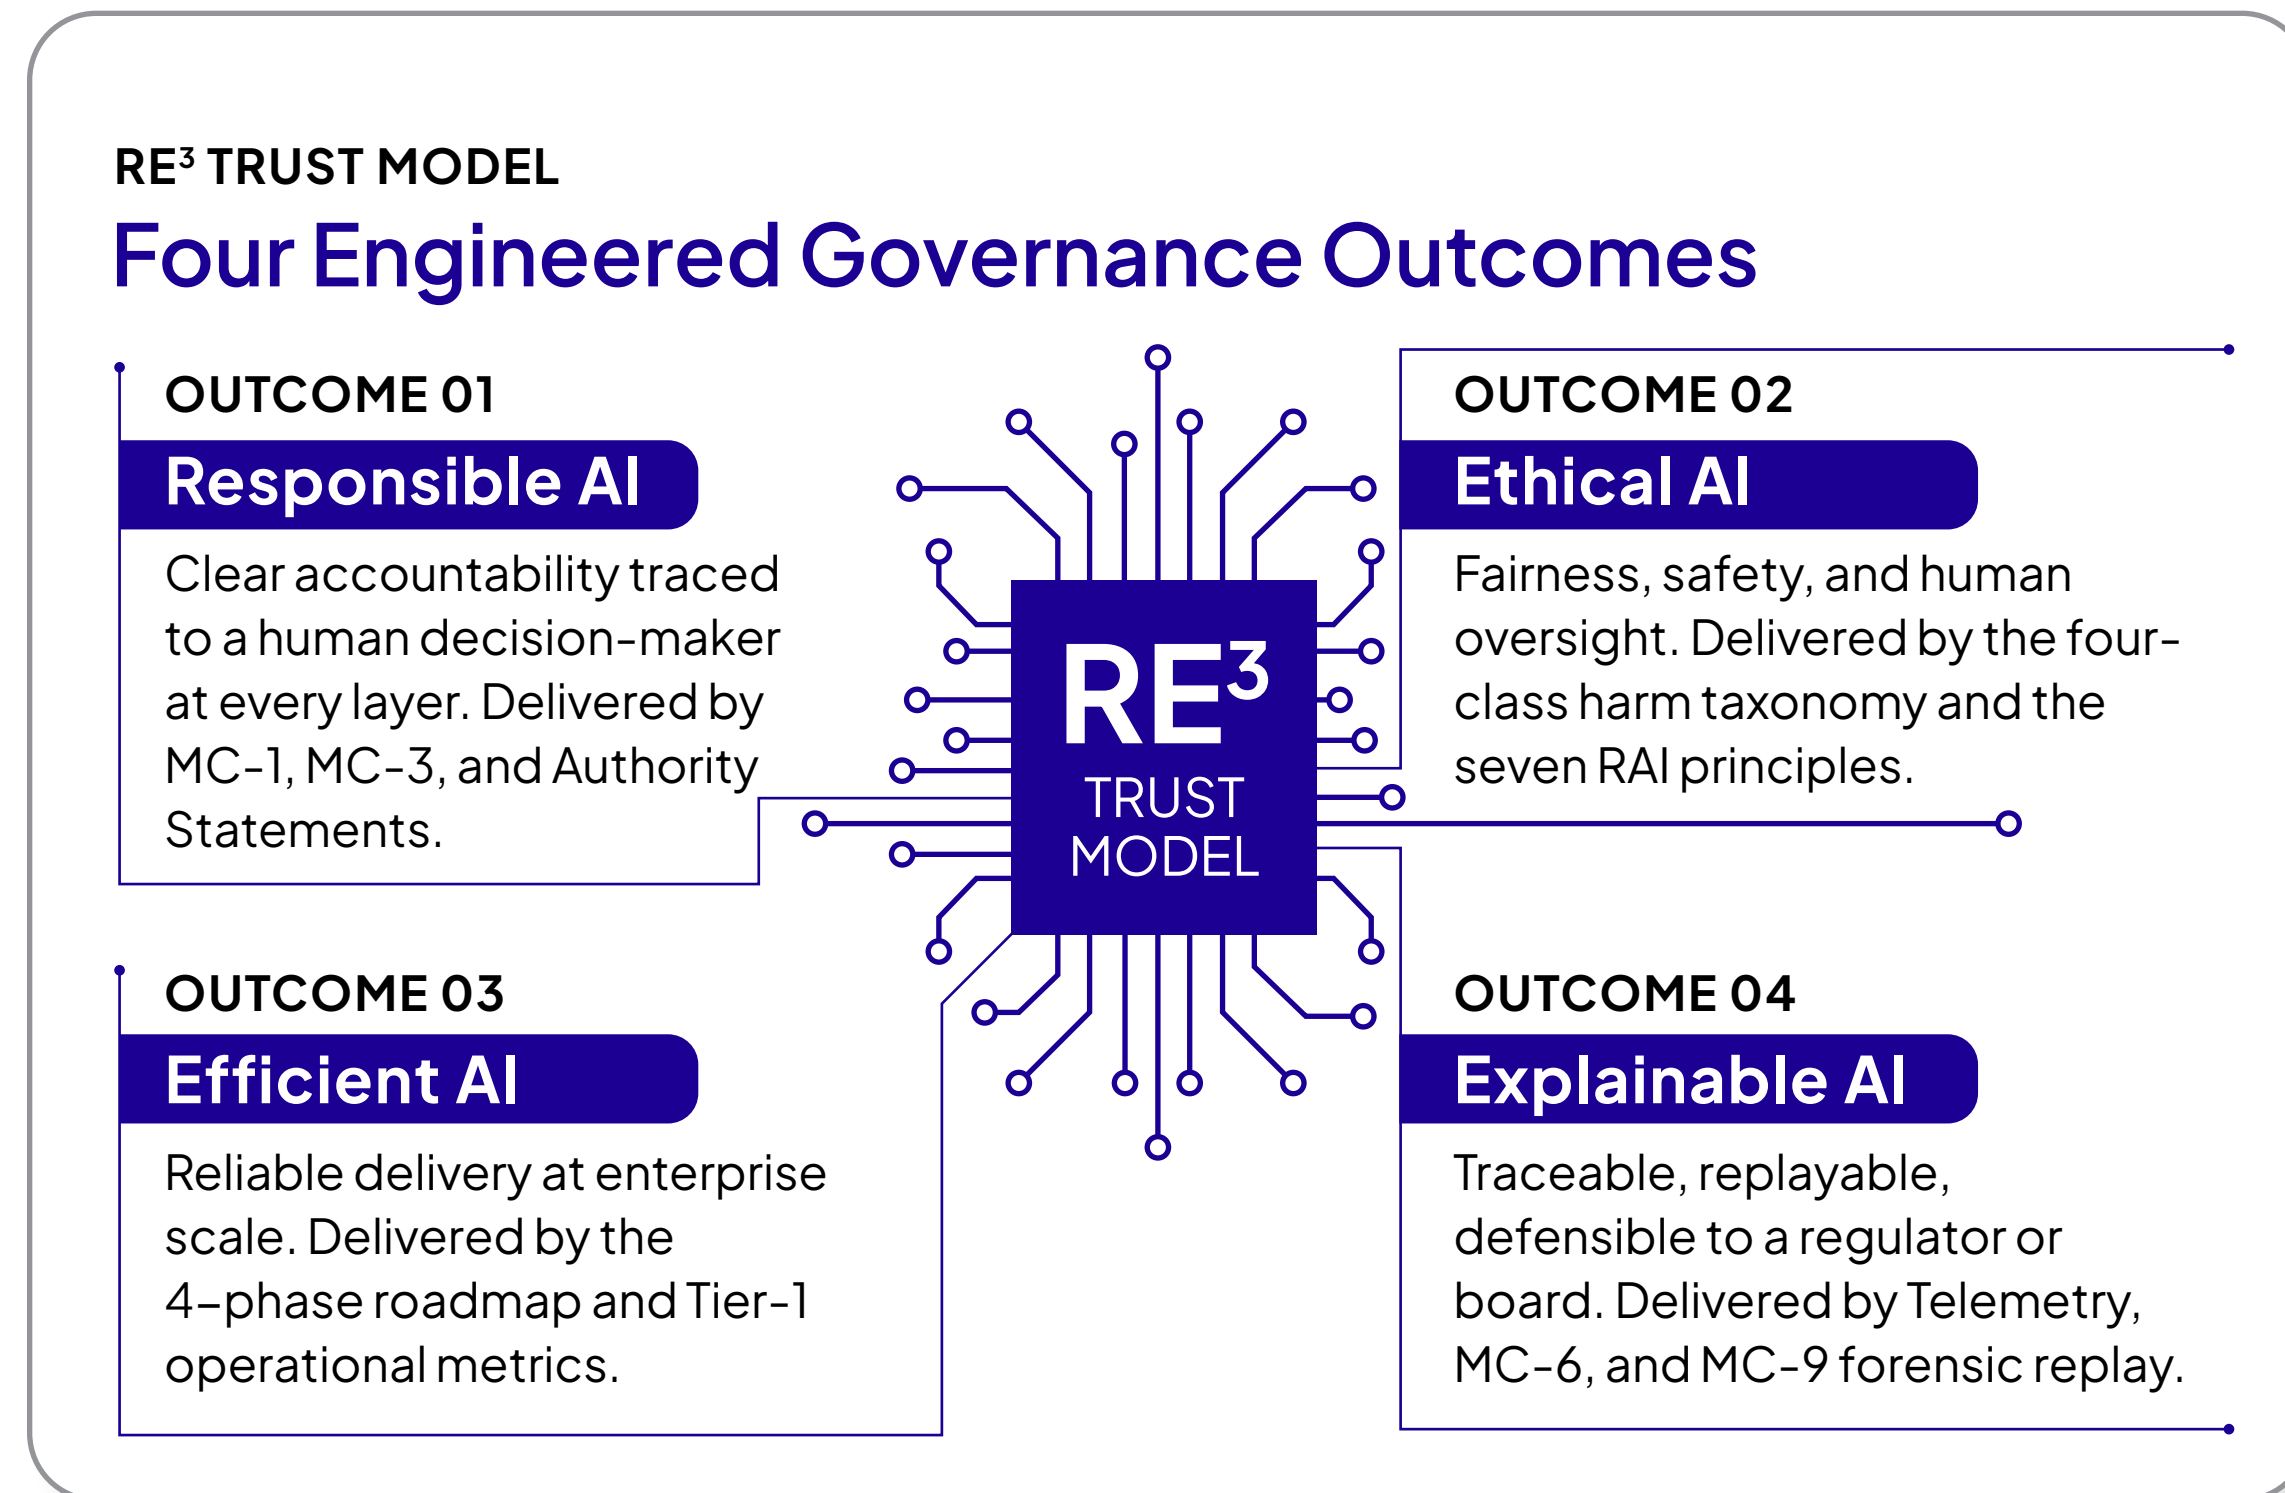 RE³ TRUST MODEL
Four Engineered Governance Outcomes
OUTCOME 01
Responsible AI
Clear accountability traced
to a human decision-maker
at every layer. Delivered by
MC-1, MC-3, and Authority
Statements.
RE³
TRUST
MODEL
OUTCOME 02
Ethical AI
Fairness, safety, and human
oversight. Delivered by the four-
class harm taxonomy and the
seven RAI principles.
OUTCOME 03
Efficient AI
Reliable delivery at enterprise
scale. Delivered by the
4–phase roadmap and Tier-1
operational metrics.
OUTCOME 04
Explainable AI
Traceable, replayable,
defensible to a regulator or
board. Delivered by Telemetry,
MC-6, and MC-9 forensic replay.